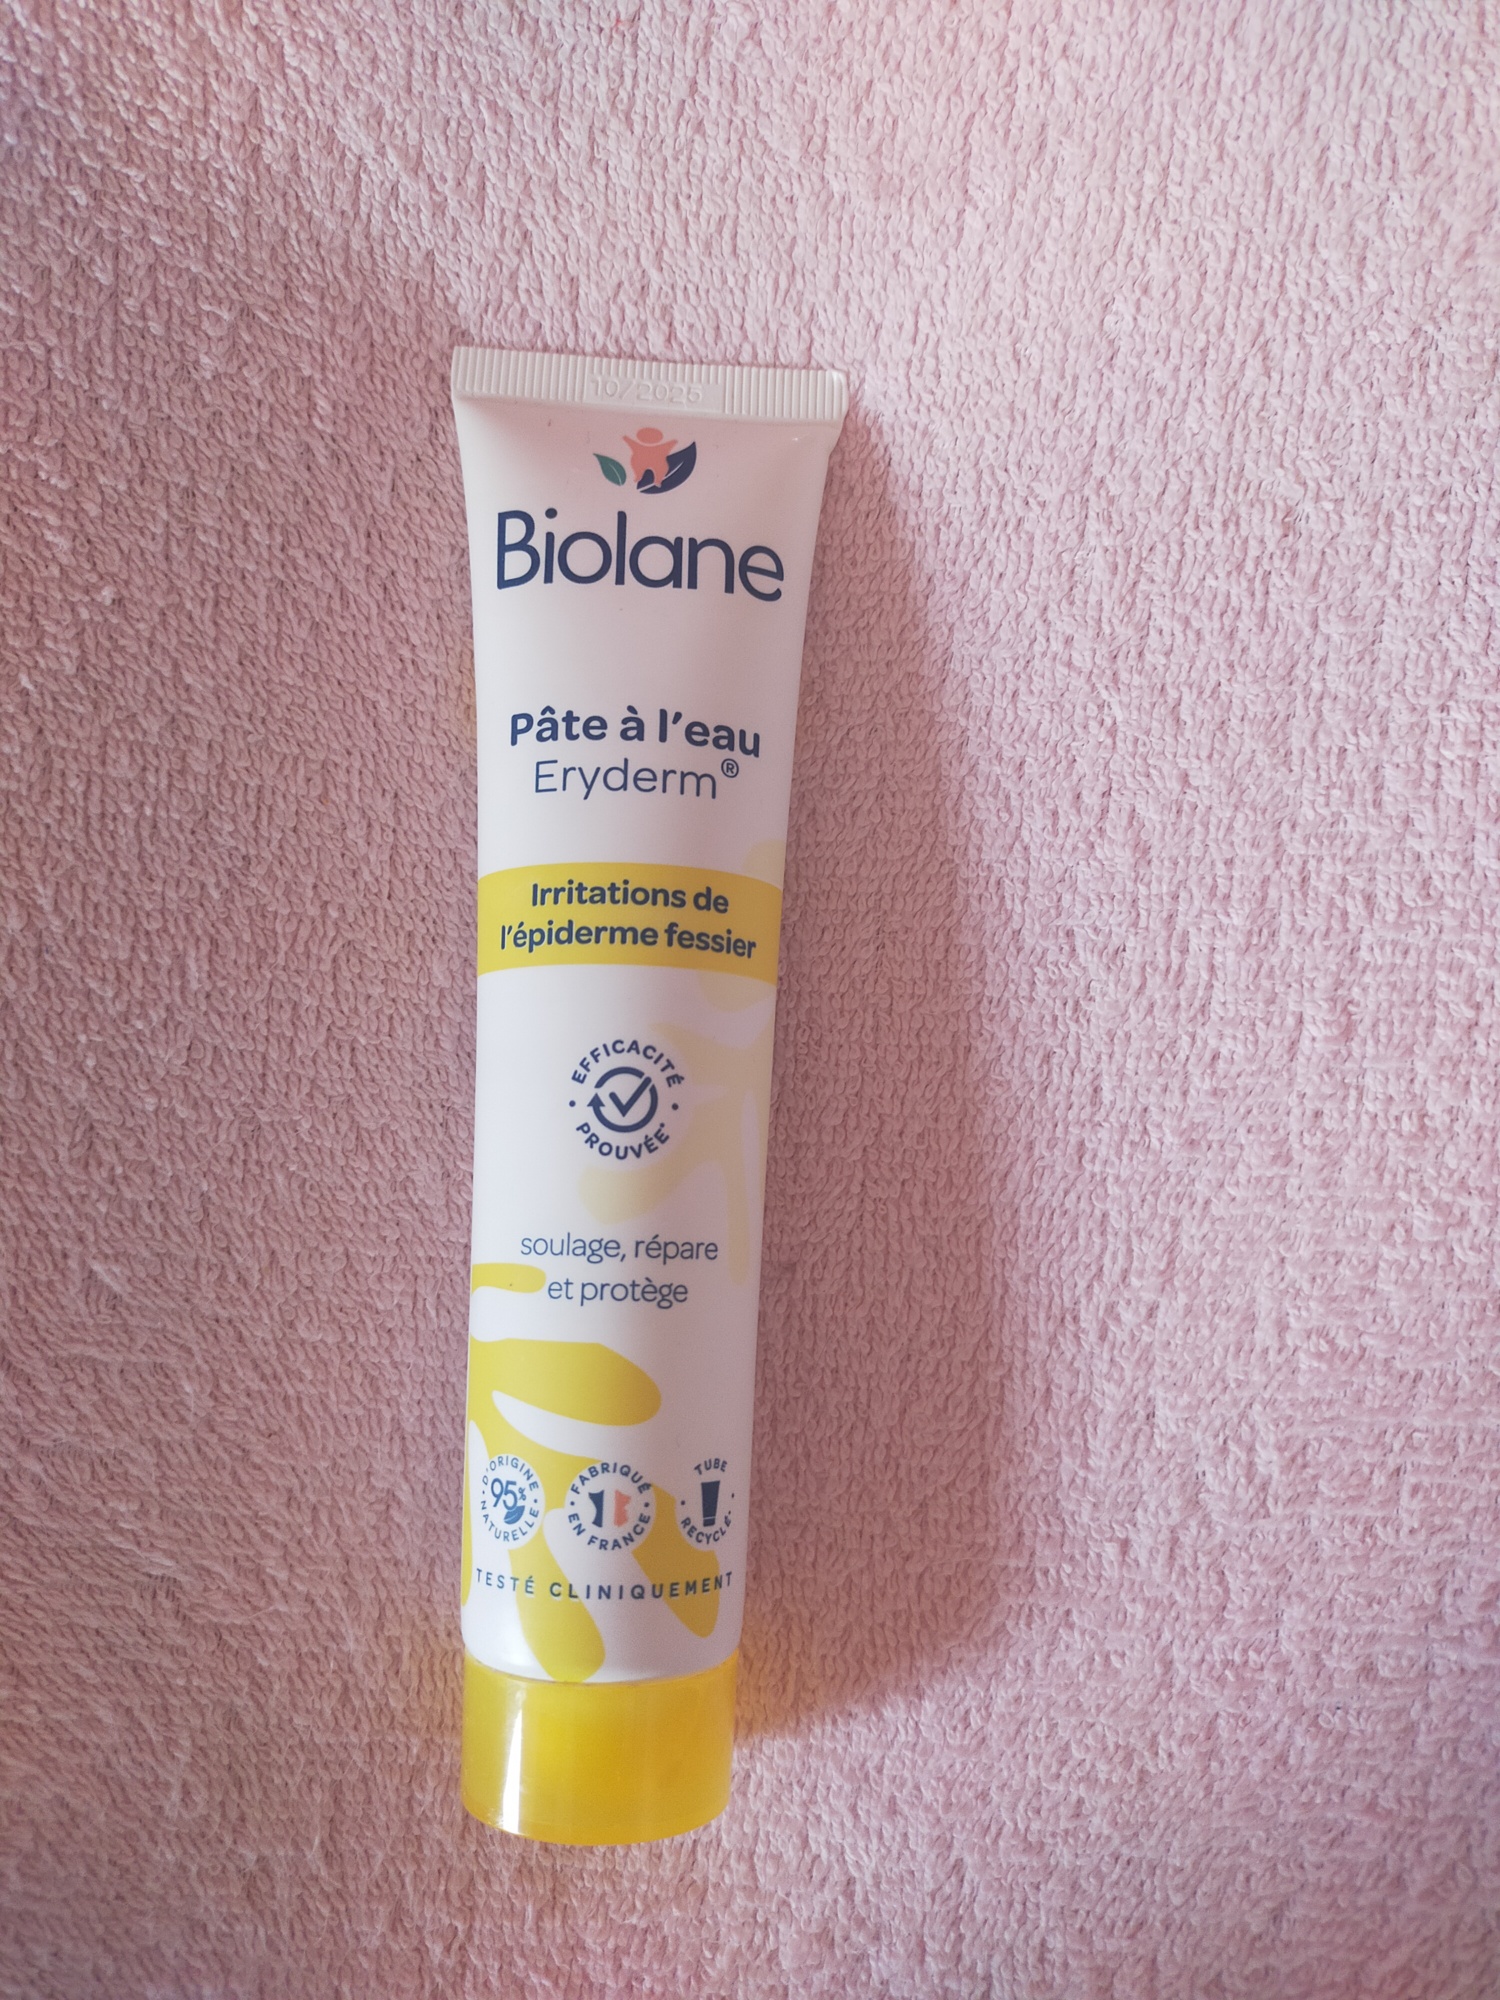 10/2025
Biolane
Pâte à l'eau
Eryderm®
Irritations de
l'épiderme fessier
EFFICACITÉ
PROUVÉE*
soulage, répare
et protège
D'ORIGINE
95%
NATURELLE
FABRIQUÉ
EN FRANCE
TUBE
RECYCLÉ
TESTÉ CLINIQUEMENT